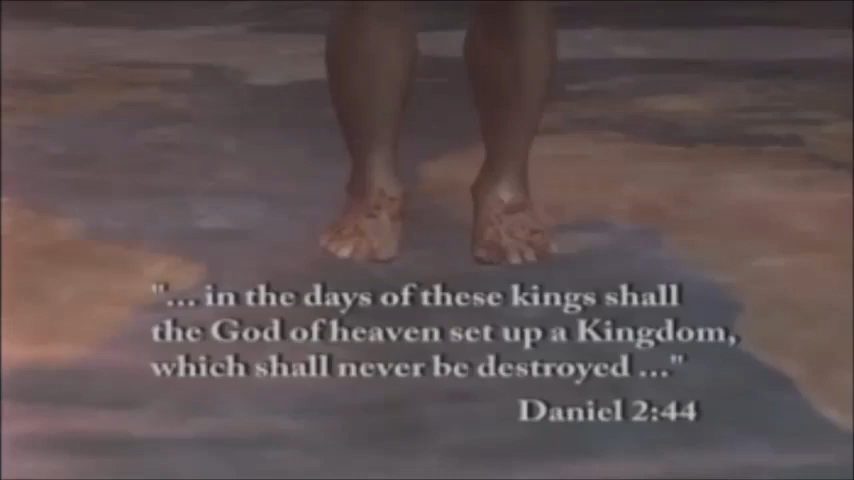 "... in the days of these kings shall
the God of heaven set up a Kingdom,
which shall never be destroyed ..."
Daniel 2:44